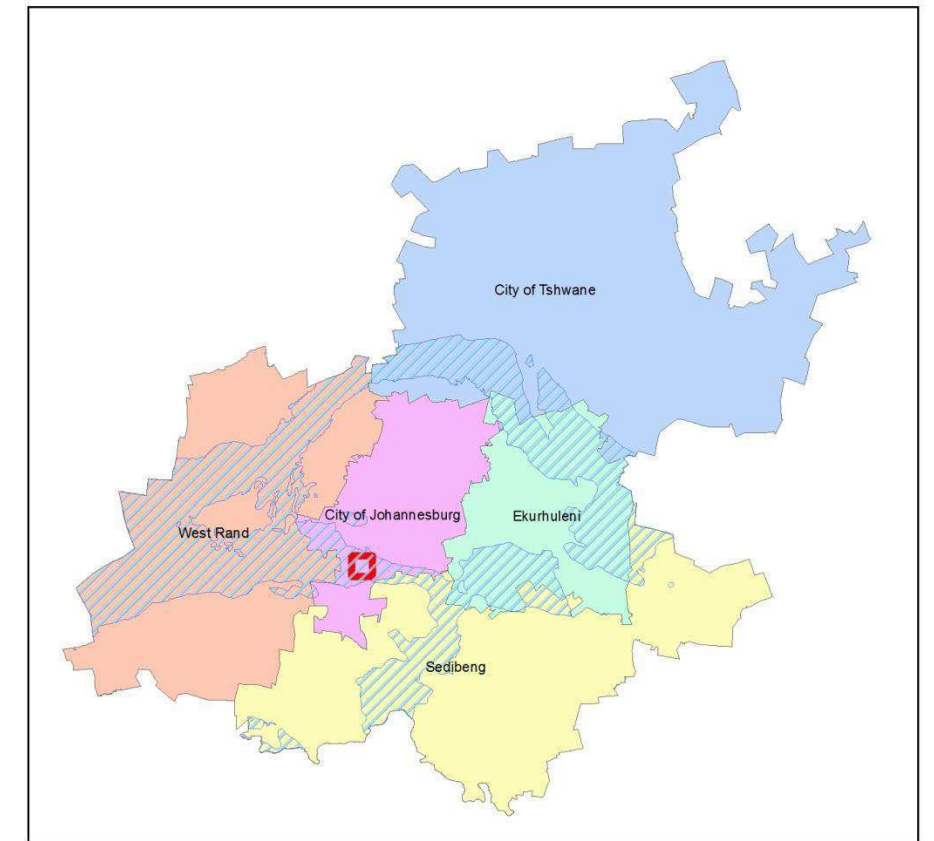 City of Tshwane
City of Johannesburg
Ekurhuleni
West Rand
Sedibeng